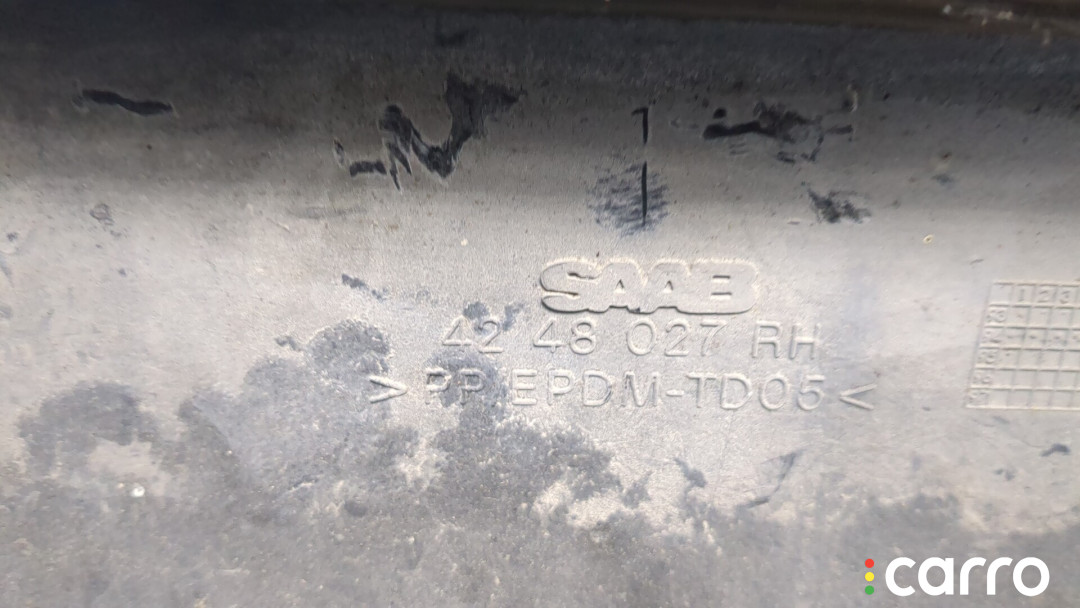 SAAB
42 48 027 RH
> PP EPDM-TD05 <
carro